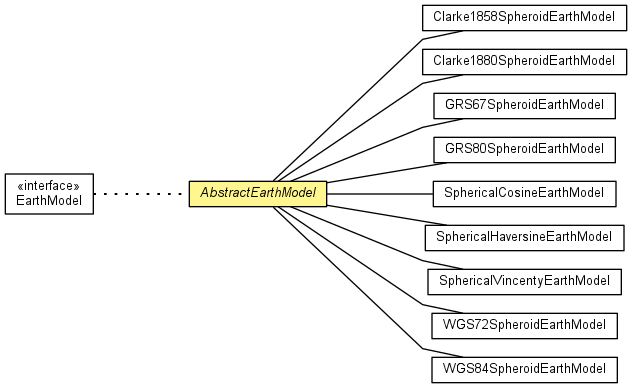 Clarke1858SpheroidEarthModel
Clarke1880SpheroidEarthModel
GRS67SpheroidEarthModel
GRS80SpheroidEarthModel
«interface»
EarthModel
AbstractEarthModel
SphericalCosineEarthModel
SphericalHaversineEarthModel
SphericalVincentyEarthModel
WGS72SpheroidEarthModel
WGS84SpheroidEarthModel